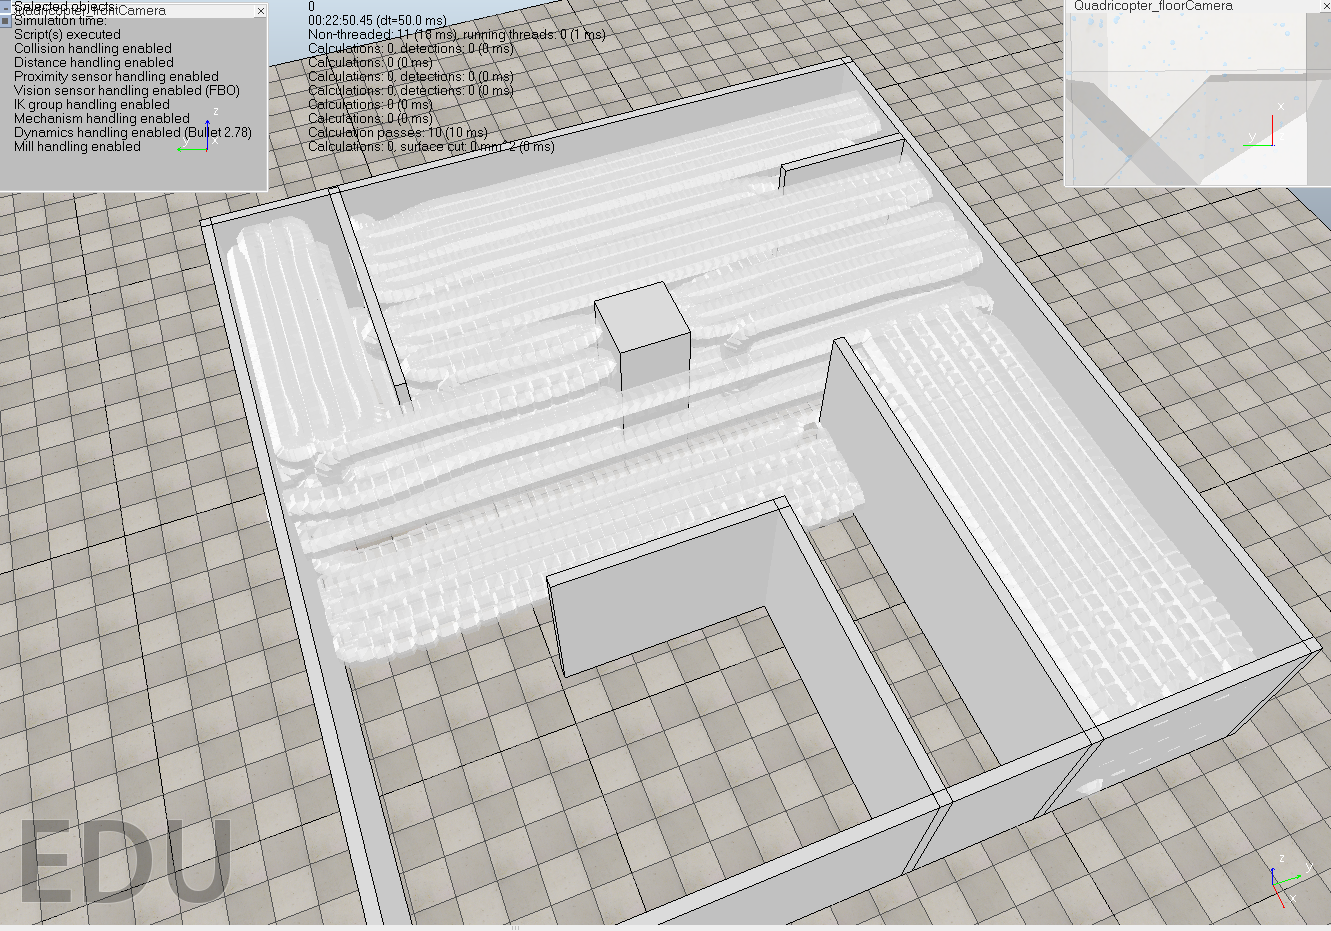 Selected objects:
0
Simulation time:
00:22:50.45 (dt=50.0 ms)
Script(s) executed
Non-threaded: 11 (18 ms), running threads: 0 (1 ms)
Collision handling enabled
Calculations: 0, detections: 0 (0 ms)
Distance handling enabled
Calculations: 0 (0 ms)
Proximity sensor handling enabled
Calculations: 0, detections: 0 (0 ms)
Vision sensor handling enabled (FBO)
Calculations: 0, detections: 0 (0 ms)
IK group handling enabled
Calculations: 0 (0 ms)
Mechanism handling enabled
Calculations: 0 (0 ms)
Dynamics handling enabled (Bullet 2.78)
Calculation passes: 10 (10 ms)
Mill handling enabled
Calculations: 0, surface cut: 0 mm^2 (0 ms)
Quadricopter_frontCamera
z
y
x
Quadricopter_floorCamera
x
y
EDU
z
y
x